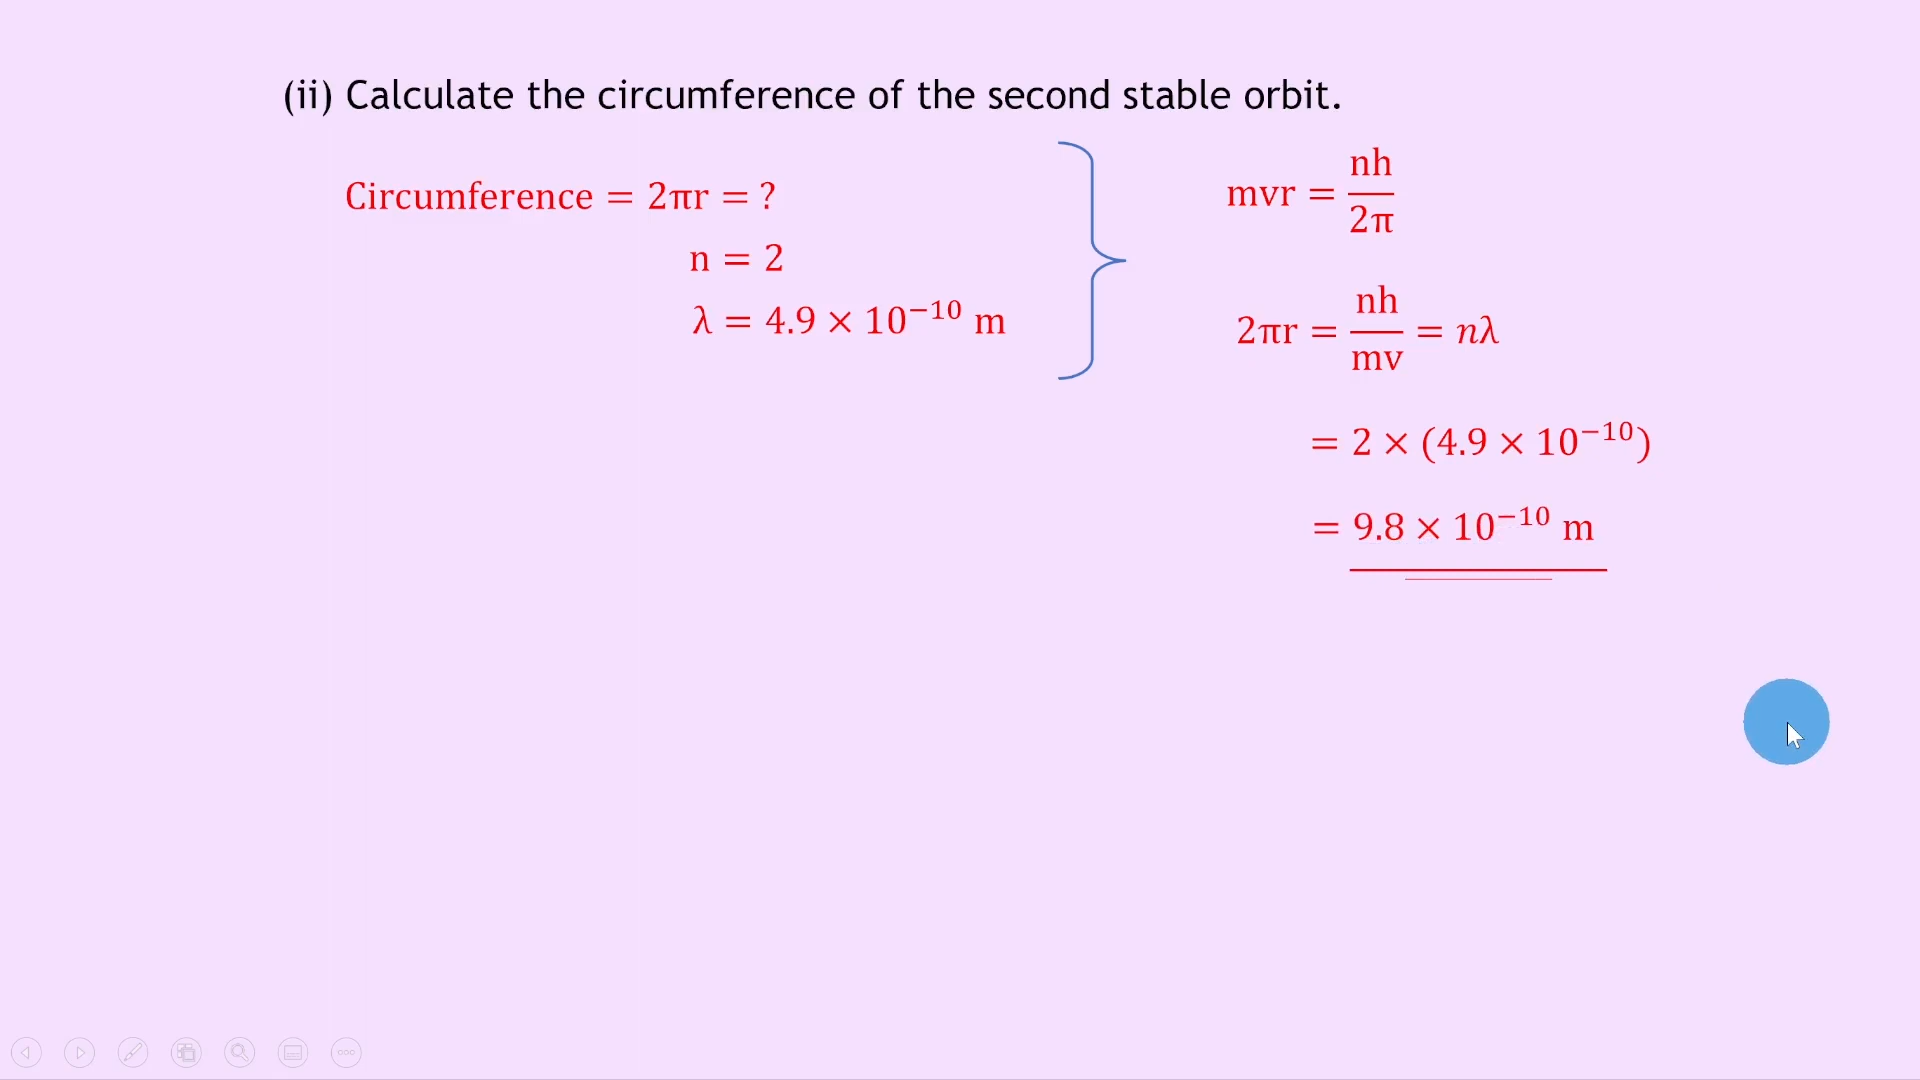 (ii) Calculate the circumference of the second stable orbit.
Circumference = 2πr = ?
n = 2
λ = 4.9 × 10⁻¹⁰ m
mvr = nh/2π
2πr = nh/mv = nλ
= 2 × (4.9 × 10⁻¹⁰)
= 9.8 × 10⁻¹⁰ m